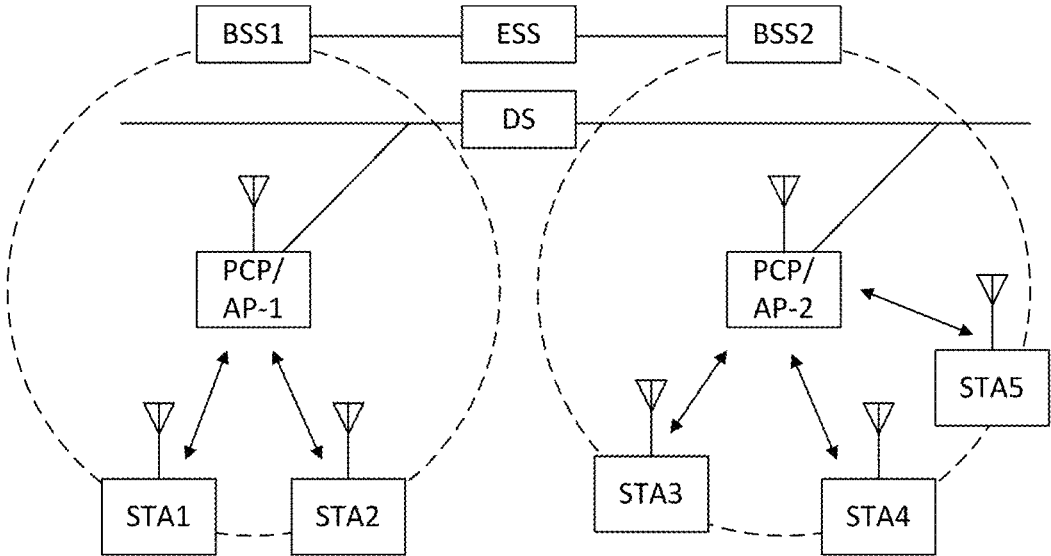 BSS1
ESS
BSS2
DS
PCP/
AP-1
PCP/
AP-2
STA5
STA3
STA1
STA2
STA4